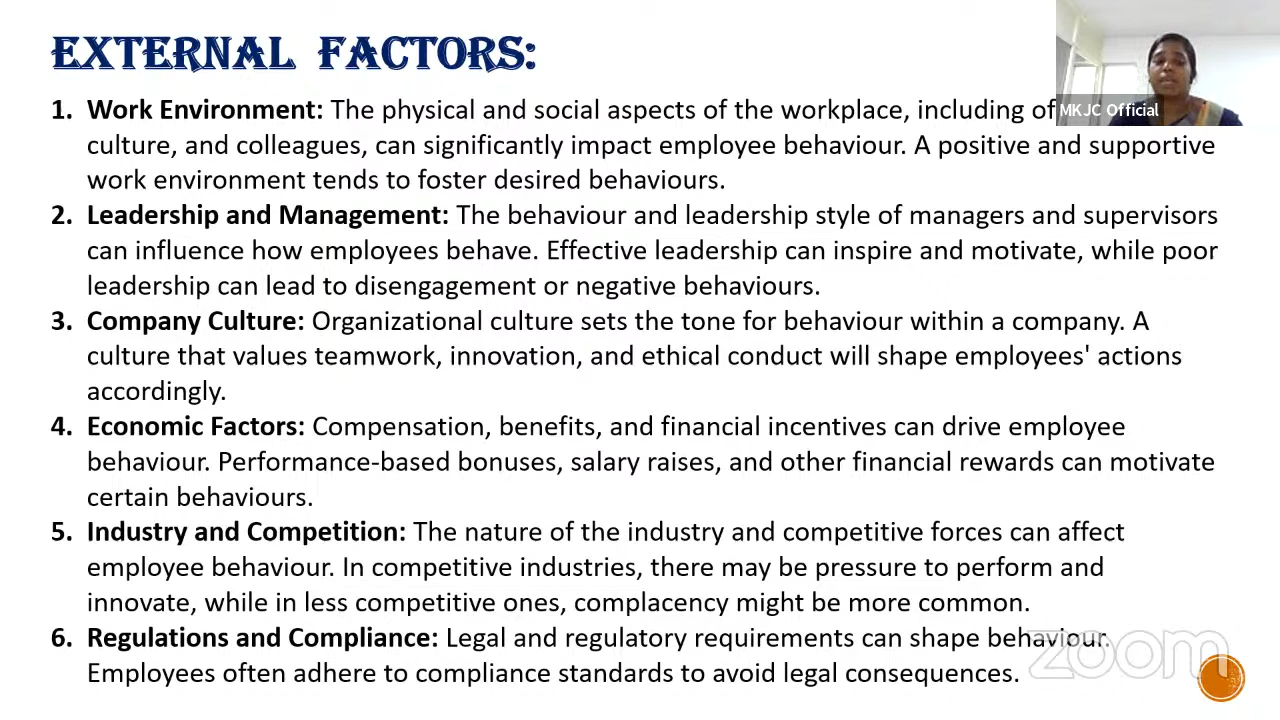 EXTERNAL FACTORS:
MKJC Official
1. Work Environment: The physical and social aspects of the workplace, including
culture, and colleagues, can significantly impact employee behaviour. A positive and supportive
work environment tends to foster desired behaviours.
2. Leadership and Management: The behaviour and leadership style of managers and supervisors
can influence how employees behave. Effective leadership can inspire and motivate, while poor
leadership can lead to disengagement or negative behaviours.
3. Company Culture: Organizational culture sets the tone for behaviour within a company. A
culture that values teamwork, innovation, and ethical conduct will shape employees' actions
accordingly.
4. Economic Factors: Compensation, benefits, and financial incentives can drive employee
behaviour. Performance-based bonuses, salary raises, and other financial rewards can motivate
certain behaviours.
5. Industry and Competition: The nature of the industry and competitive forces can affect
employee behaviour. In competitive industries, there may be pressure to perform and
innovate, while in less competitive ones, complacency might be more common.
6. Regulations and Compliance: Legal and regulatory requirements can shape behaviour.
Employees often adhere to compliance standards to avoid legal consequences.
zoom